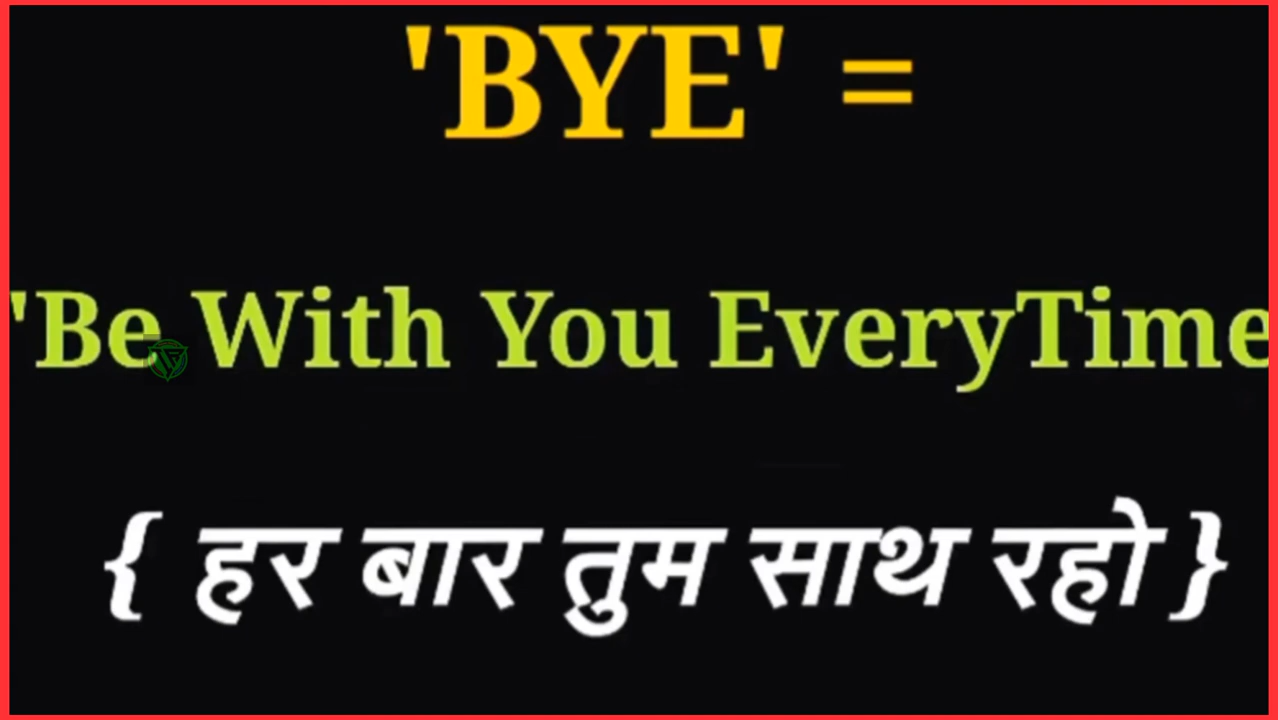 'BYE' =
'Be With You EveryTime
{ हर बार तुम साथ रहो }